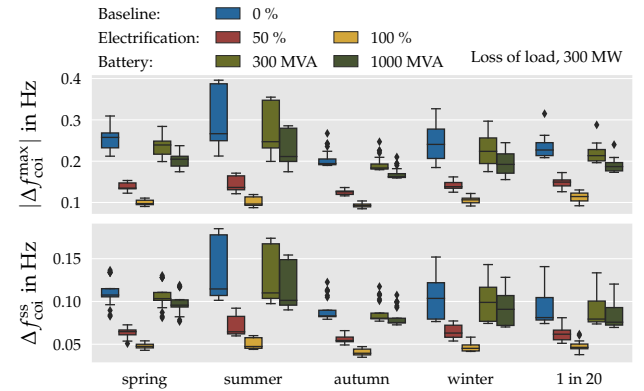 Baseline: 0 %
Electrification: 50 % 100 %
Battery: 300 MVA 1000 MVA Loss of load, 300 MW
|Δf_coi^max| in Hz
0.4
0.3
0.2
0.1
Δf_coi^ss in Hz
0.15
0.10
0.05
spring summer autumn winter 1 in 20